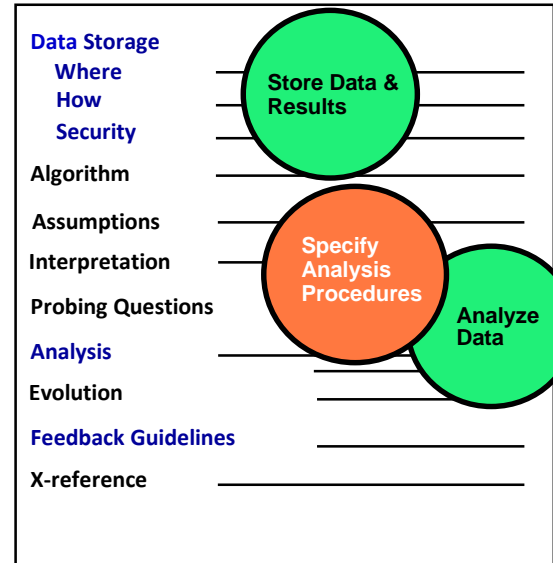 Data Storage
Where
How
Security
Algorithm
Assumptions
Interpretation
Probing Questions
Analysis
Evolution
Feedback Guidelines
X-reference
Store Data &
Results
Specify
Analysis
Procedures
Analyze
Data